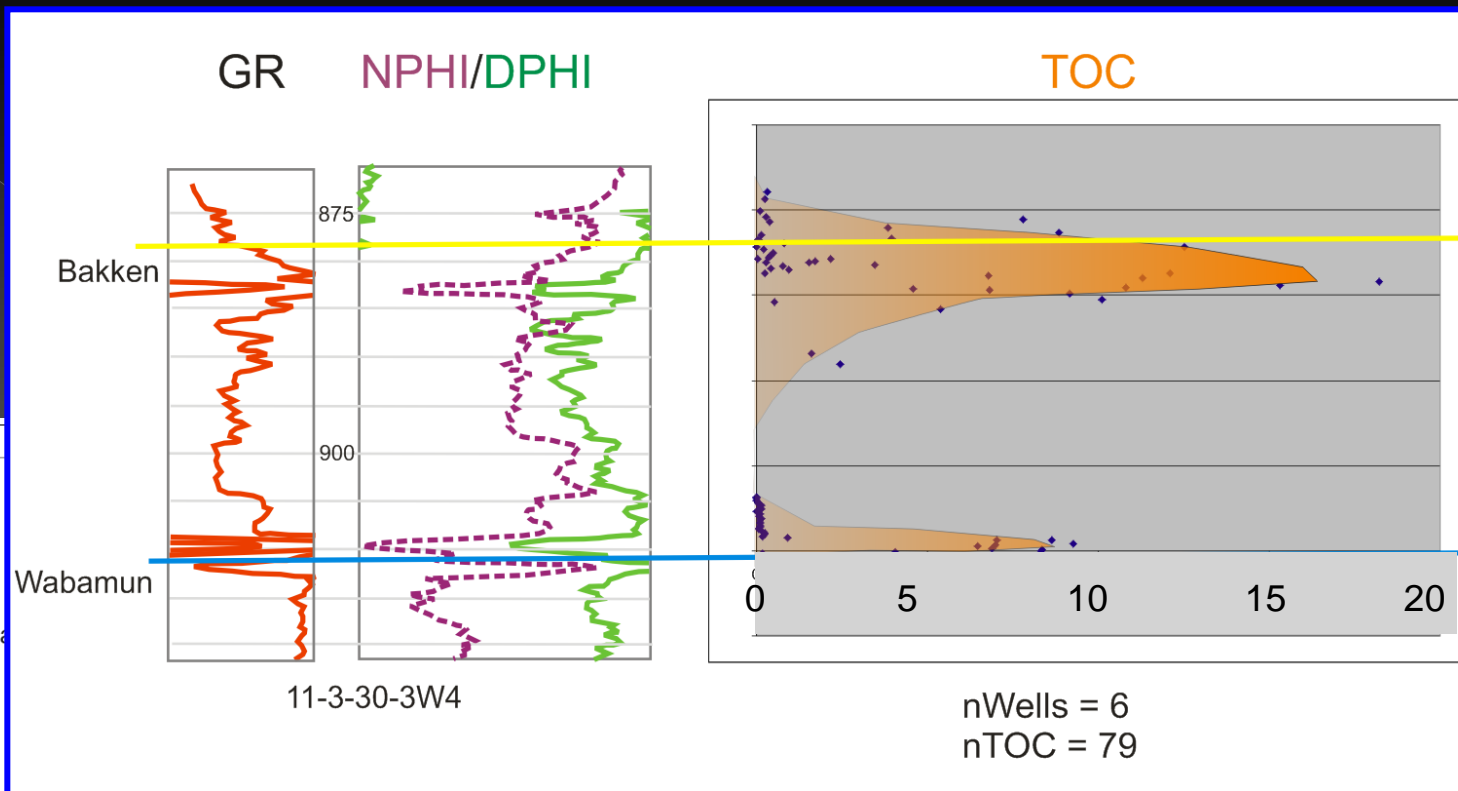 GR NPHI/DPHI TOC
875
Bakken
900
Wabamun
0 5 10 15 20
11-3-30-3W4
nWells = 6
nTOC = 79